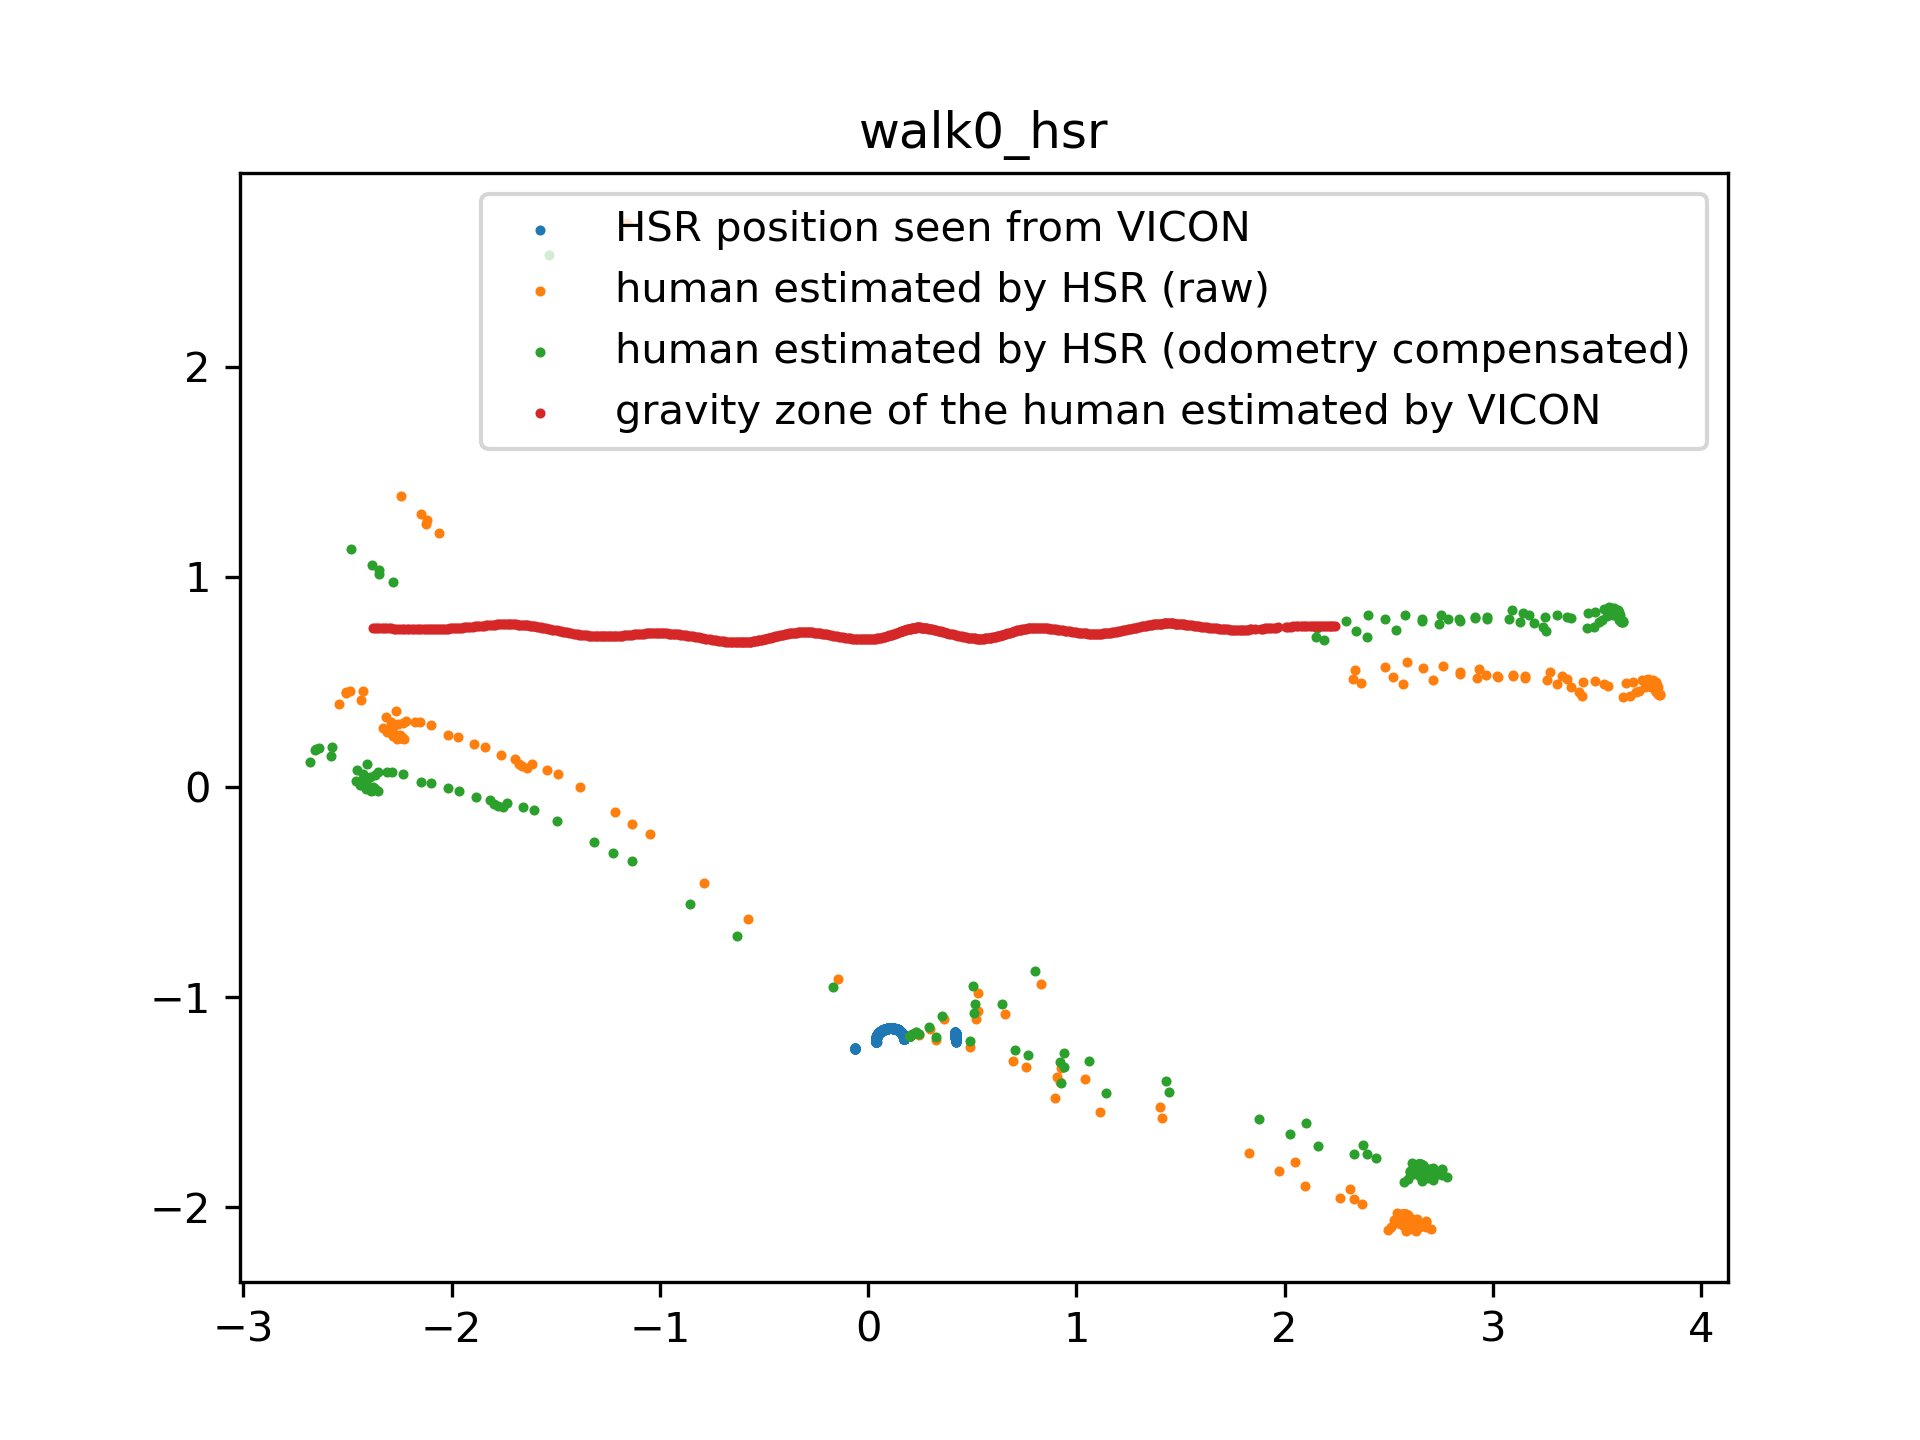 walk0_hsr
HSR position seen from VICON
human estimated by HSR (raw)
human estimated by HSR (odometry compensated)
gravity zone of the human estimated by VICON
2
1
0
−1
−2
−3 −2 −1 0 1 2 3 4